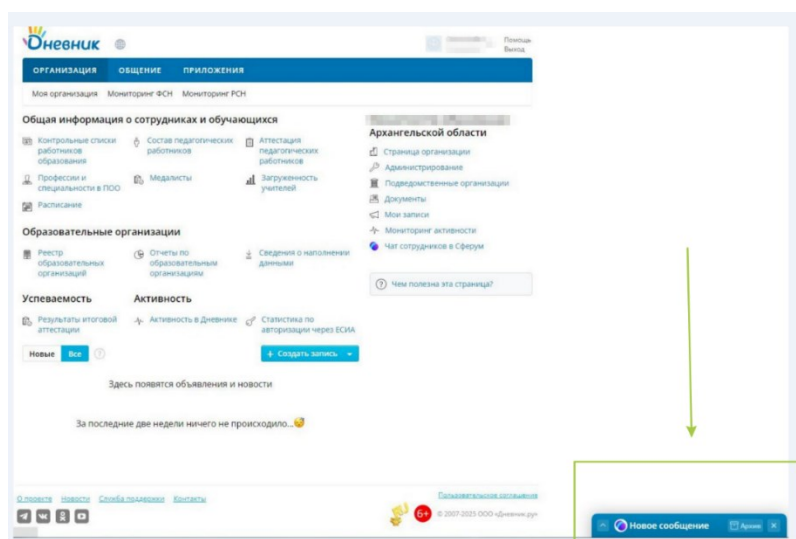 Дневник
Помощь
Выход
ОРГАНИЗАЦИЯ ОБЩЕНИЕ ПРИЛОЖЕНИЯ
Моя организация Мониторинг ФСН Мониторинг РСН
Общая информация о сотрудниках и обучающихся
Контрольные списки работников образования
Состав педагогических работников
Аттестация педагогических работников
Профессии и специальности в ПОО
Медалисты
Загруженность учителей
Расписание
Образовательные организации
Реестр образовательных организаций
Отчеты по образовательным организациям
Сведения о наполнении данными
Успеваемость
Активность
Результаты итоговой аттестации
Активность в Дневнике
Статистика по авторизации через ЕСИА
Новые Все ?
+ Создать запись
Здесь появятся объявления и новости
За последние две недели ничего не происходило...
Архангельской области
Страница организации
Администрирование
Подведомственные организации
Документы
Мои записи
Мониторинг активности
Чат сотрудников в Сферум
? Чем полезна эта страница?
О проекте Новости Служба поддержки Контакты
Пользовательское соглашение
6+ © 2007-2025 ООО «Дневник.ру»
Новое сообщение Архив